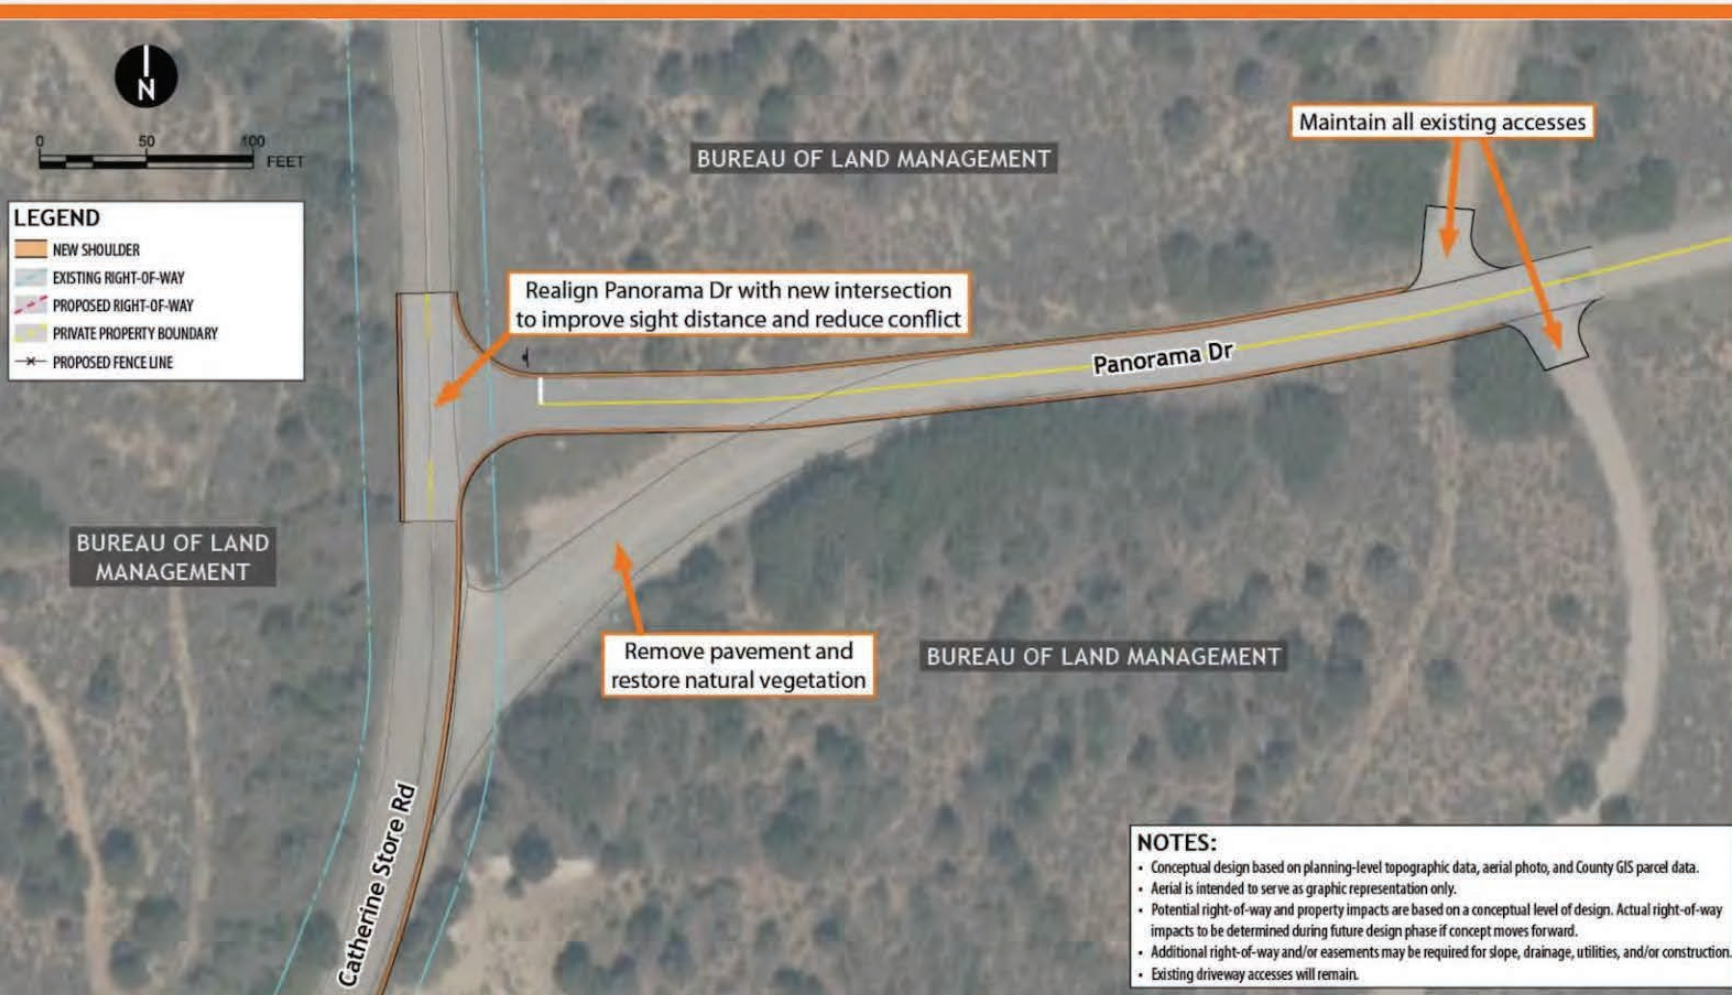 N
0 50 100
FEET
LEGEND
NEW SHOULDER
EXISTING RIGHT-OF-WAY
PROPOSED RIGHT-OF-WAY
PRIVATE PROPERTY BOUNDARY
PROPOSED FENCE LINE
BUREAU OF LAND MANAGEMENT
Maintain all existing accesses
Realign Panorama Dr with new intersection
to improve sight distance and reduce conflict
Panorama Dr
BUREAU OF LAND
MANAGEMENT
Remove pavement and
restore natural vegetation
BUREAU OF LAND MANAGEMENT
Catherine Store Rd
NOTES:
• Conceptual design based on planning-level topographic data, aerial photo, and County GIS parcel data.
• Aerial is intended to serve as graphic representation only.
• Potential right-of-way and property impacts are based on a conceptual level of design. Actual right-of-way
impacts to be determined during future design phase if concept moves forward.
• Additional right-of-way and/or easements may be required for slope, drainage, utilities, and/or construction.
• Existing driveway accesses will remain.